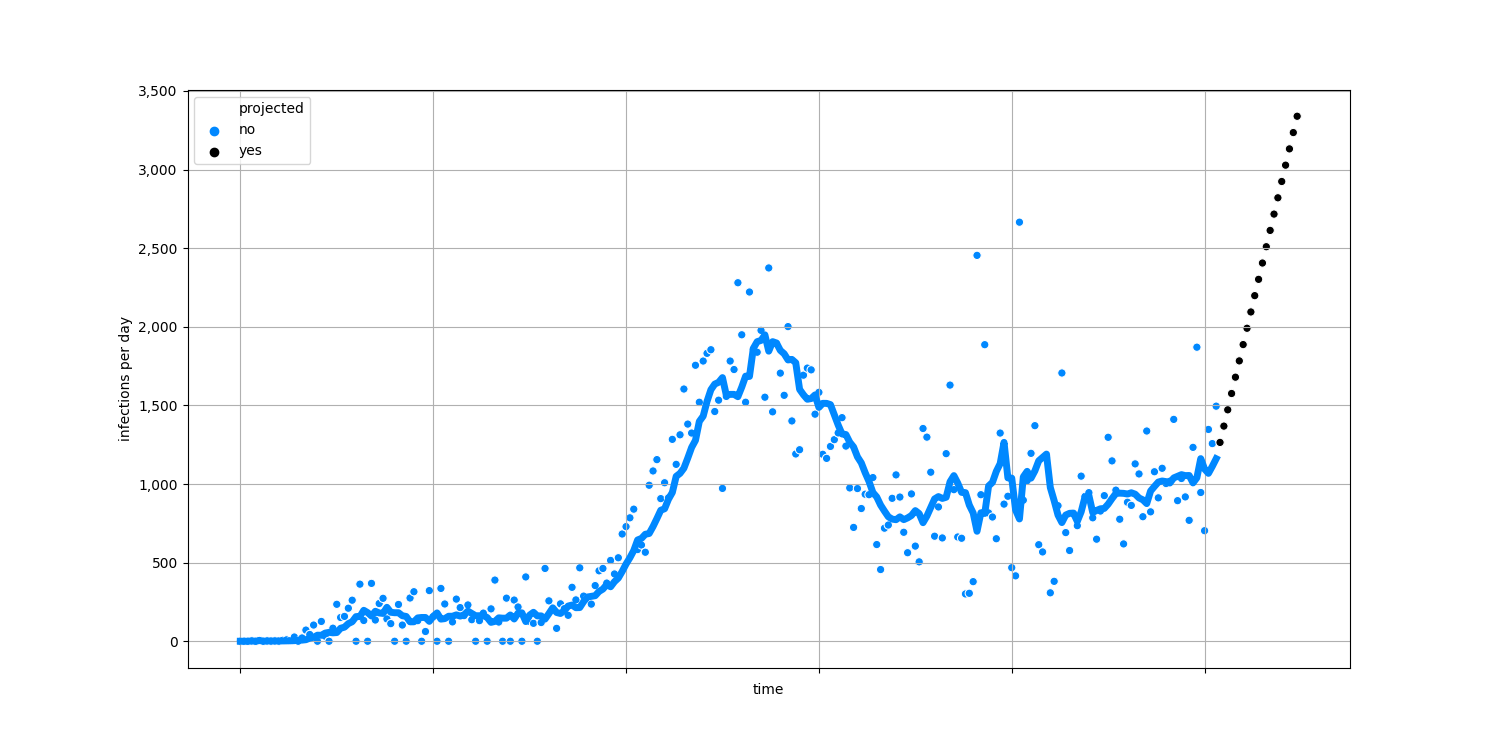 3,500
projected
no
yes
3,000
2,500
2,000
1,500
1,000
500
0
infections per day
time